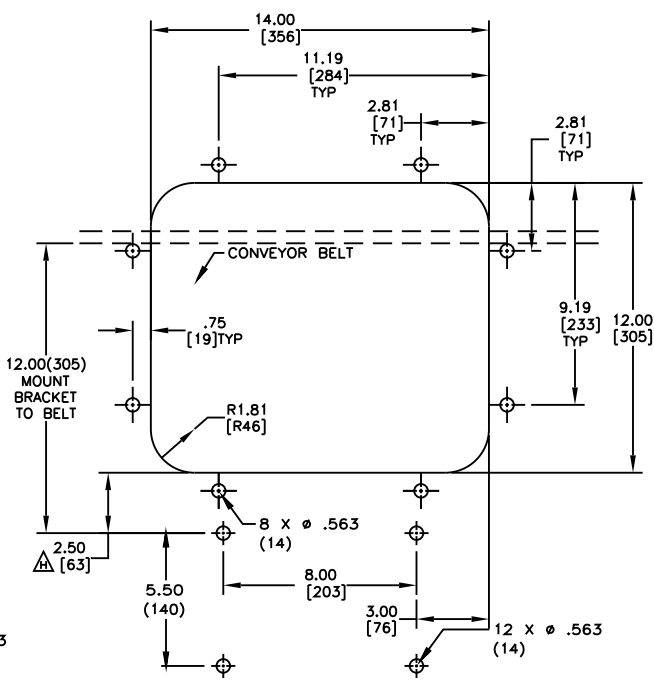 14.00
[356]
11.19
[284]
TYP
2.81
[71]
TYP
2.81
[71]
TYP
CONVEYOR BELT
.75
[19]TYP
9.19
[233]
TYP
12.00
[305]
12.00(305)
MOUNT
BRACKET
TO BELT
R1.81
[R46]
8 X ø .563
(14)
H
2.50
[63]
5.50
(140)
8.00
[203]
3.00
[76]
12 X ø .563
(14)
3